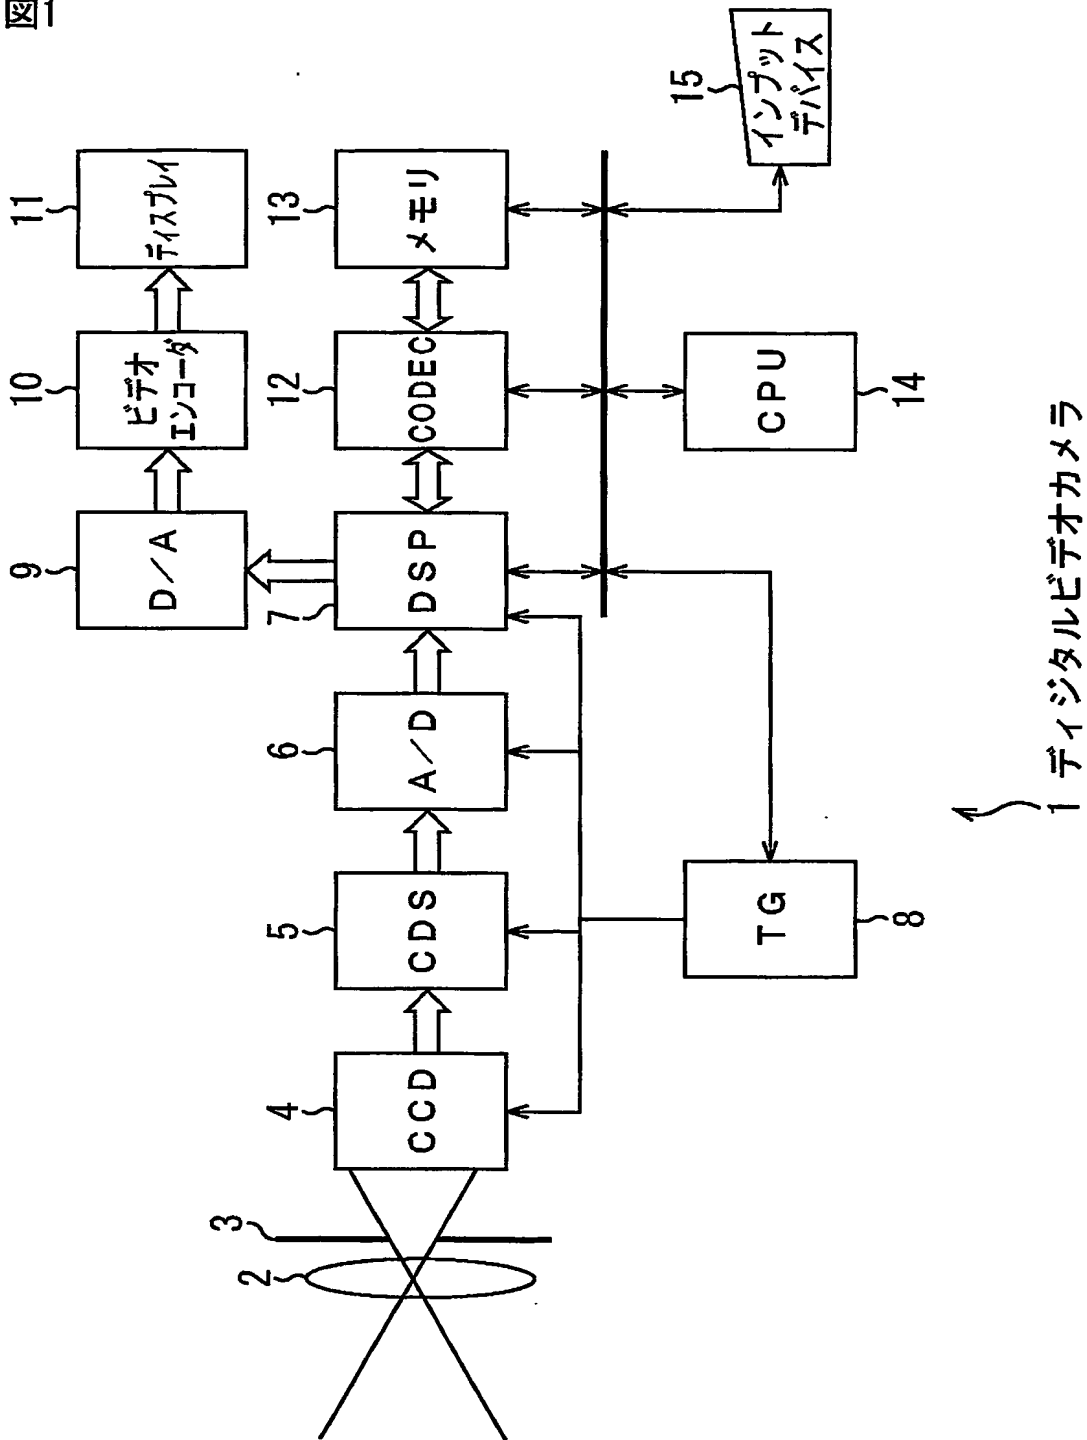 図1
11
ディスプレイ
10
ビデオ
エンコーダ
9
D/A
13
メモリ
12
CODEC
7
DSP
6
A/D
5
CDS
4
CCD
3
2
15
インプット
デバイス
CPU
14
TG
8
1 ディジタルビデオカメラ